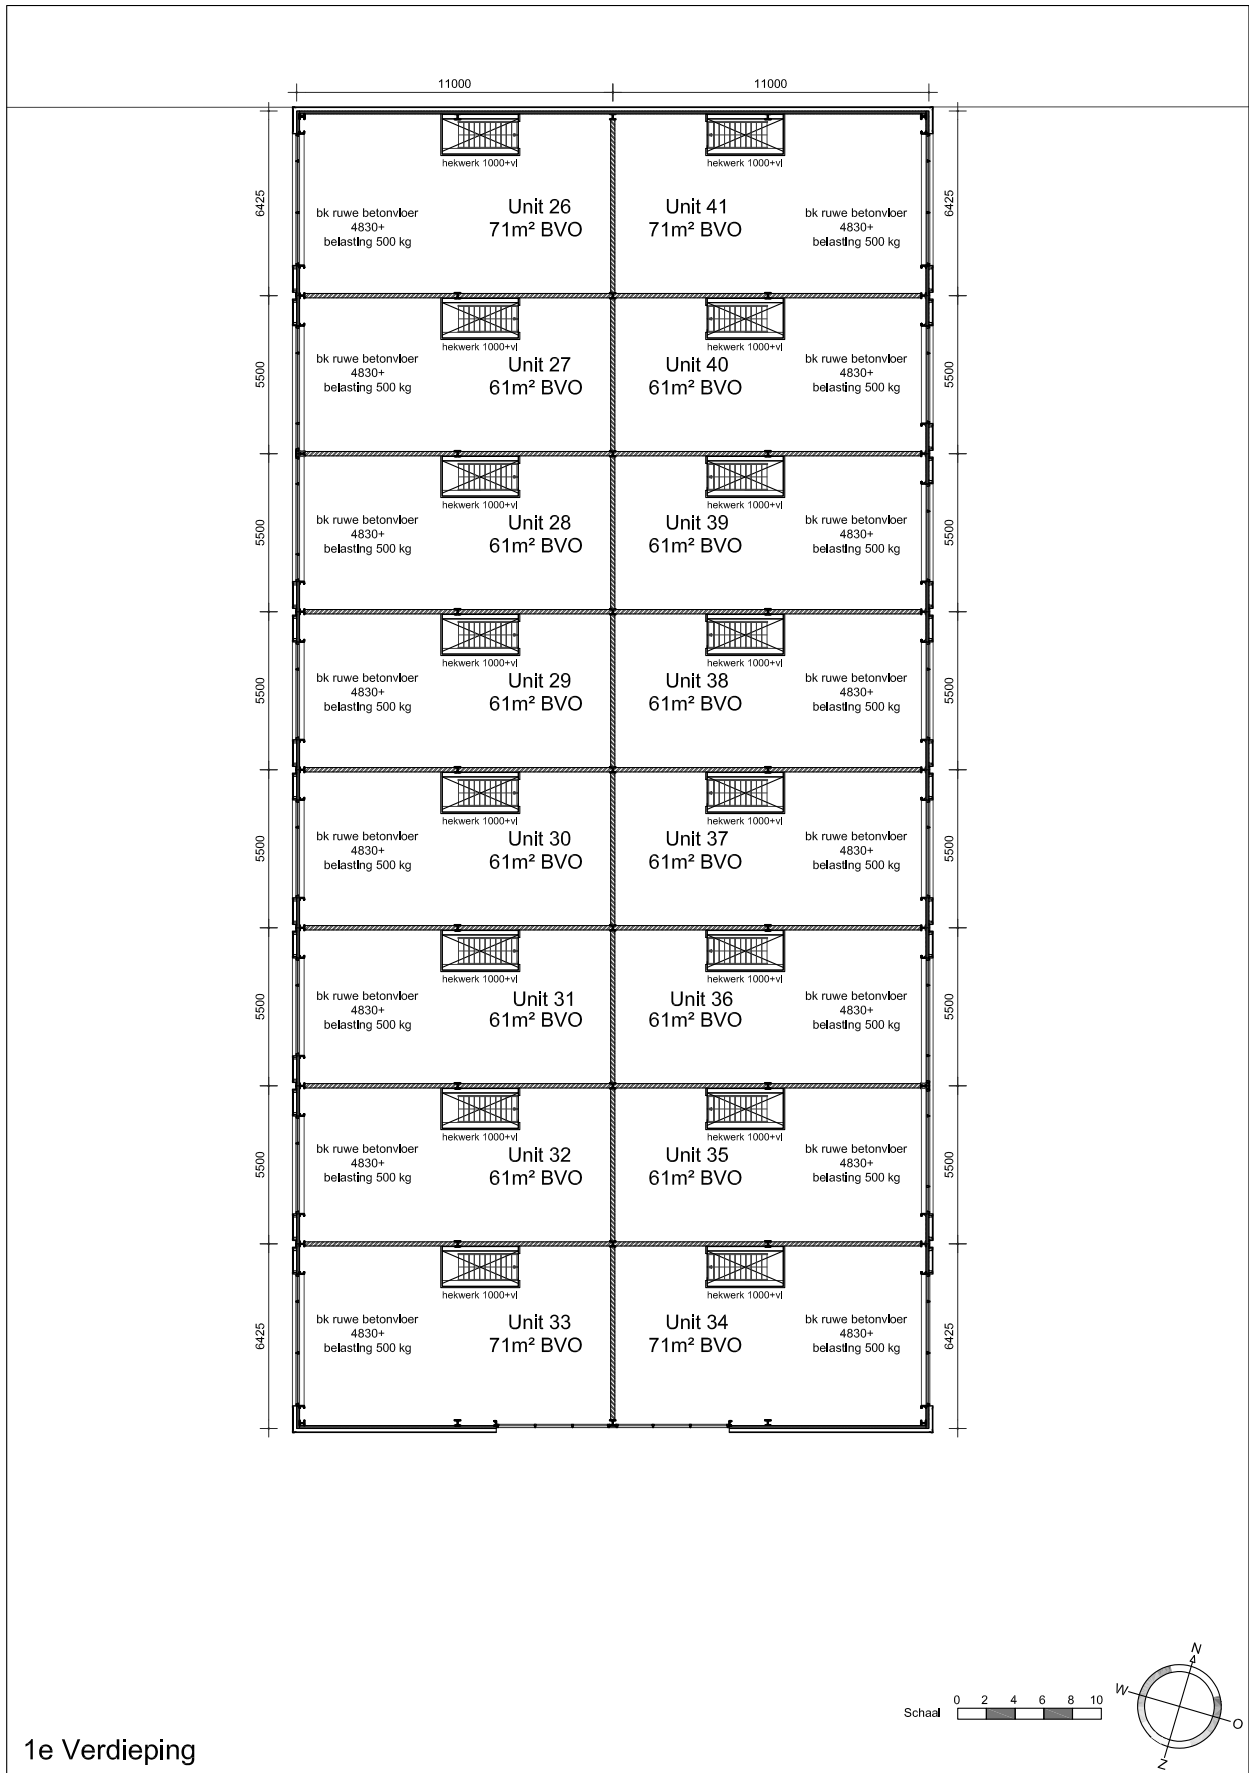 11000 11000
hekwerk 1000+vl hekwerk 1000+vl
6425 6425
Unit 26 Unit 41
71m² BVO 71m² BVO
bk ruwe betonvloer bk ruwe betonvloer
4830+ 4830+
belasting 500 kg belasting 500 kg
hekwerk 1000+vl hekwerk 1000+vl
5500 5500
bk ruwe betonvloer bk ruwe betonvloer
4830+ 4830+
belasting 500 kg belasting 500 kg
Unit 27 Unit 40
61m² BVO 61m² BVO
hekwerk 1000+vl hekwerk 1000+vl
5500 5500
bk ruwe betonvloer bk ruwe betonvloer
4830+ 4830+
belasting 500 kg belasting 500 kg
Unit 28 Unit 39
61m² BVO 61m² BVO
hekwerk 1000+vl hekwerk 1000+vl
5500 5500
bk ruwe betonvloer bk ruwe betonvloer
4830+ 4830+
belasting 500 kg belasting 500 kg
Unit 29 Unit 38
61m² BVO 61m² BVO
hekwerk 1000+vl hekwerk 1000+vl
5500 5500
bk ruwe betonvloer bk ruwe betonvloer
4830+ 4830+
belasting 500 kg belasting 500 kg
Unit 30 Unit 37
61m² BVO 61m² BVO
hekwerk 1000+vl hekwerk 1000+vl
5500 5500
bk ruwe betonvloer bk ruwe betonvloer
4830+ 4830+
belasting 500 kg belasting 500 kg
Unit 31 Unit 36
61m² BVO 61m² BVO
hekwerk 1000+vl hekwerk 1000+vl
5500 5500
bk ruwe betonvloer bk ruwe betonvloer
4830+ 4830+
belasting 500 kg belasting 500 kg
Unit 32 Unit 35
61m² BVO 61m² BVO
hekwerk 1000+vl hekwerk 1000+vl
6425 6425
bk ruwe betonvloer bk ruwe betonvloer
4830+ 4830+
belasting 500 kg belasting 500 kg
Unit 33 Unit 34
71m² BVO 71m² BVO
N
W
O
Z
Schaal 0 2 4 6 8 10
1e Verdieping